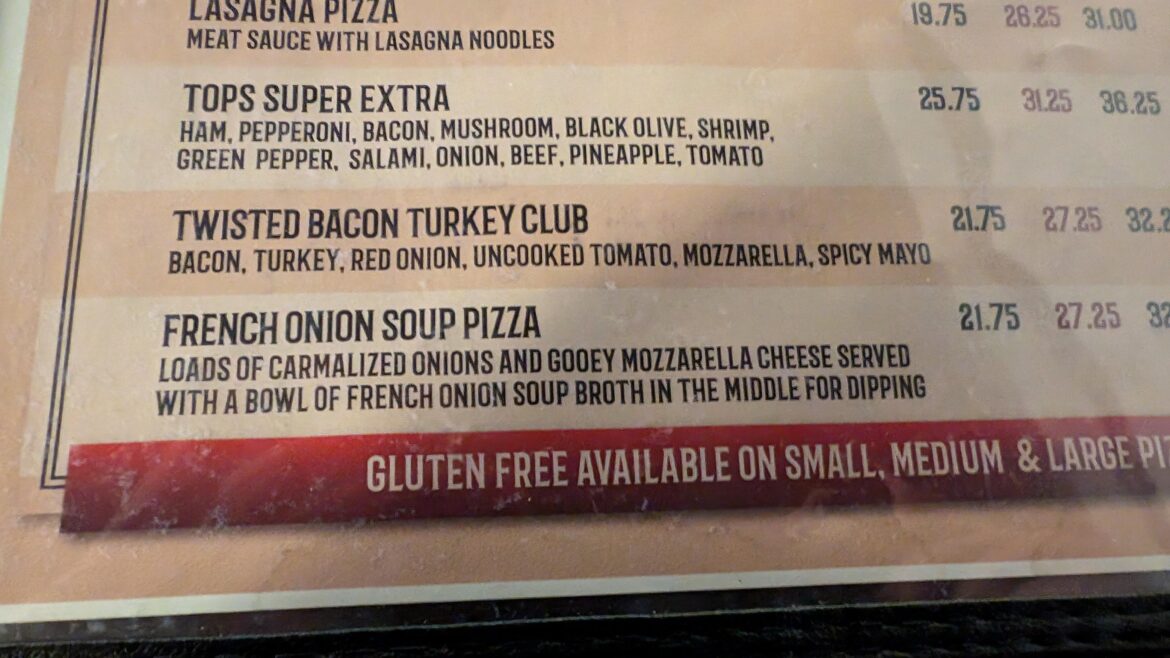 LASAGNA PIZZA 19.75 26.25 31.00
MEAT SAUCE WITH LASAGNA NOODLES
TOPS SUPER EXTRA 25.75 31.25 36.25
HAM, PEPPERONI, BACON, MUSHROOM, BLACK OLIVE, SHRIMP,
GREEN PEPPER, SALAMI, ONION, BEEF, PINEAPPLE, TOMATO
TWISTED BACON TURKEY CLUB 21.75 27.25 32.2
BACON, TURKEY, RED ONION, UNCOOKED TOMATO, MOZZARELLA, SPICY MAYO
FRENCH ONION SOUP PIZZA 21.75 27.25 32
LOADS OF CARMALIZED ONIONS AND GOOEY MOZZARELLA CHEESE SERVED
WITH A BOWL OF FRENCH ONION SOUP BROTH IN THE MIDDLE FOR DIPPING
GLUTEN FREE AVAILABLE ON SMALL, MEDIUM & LARGE PI